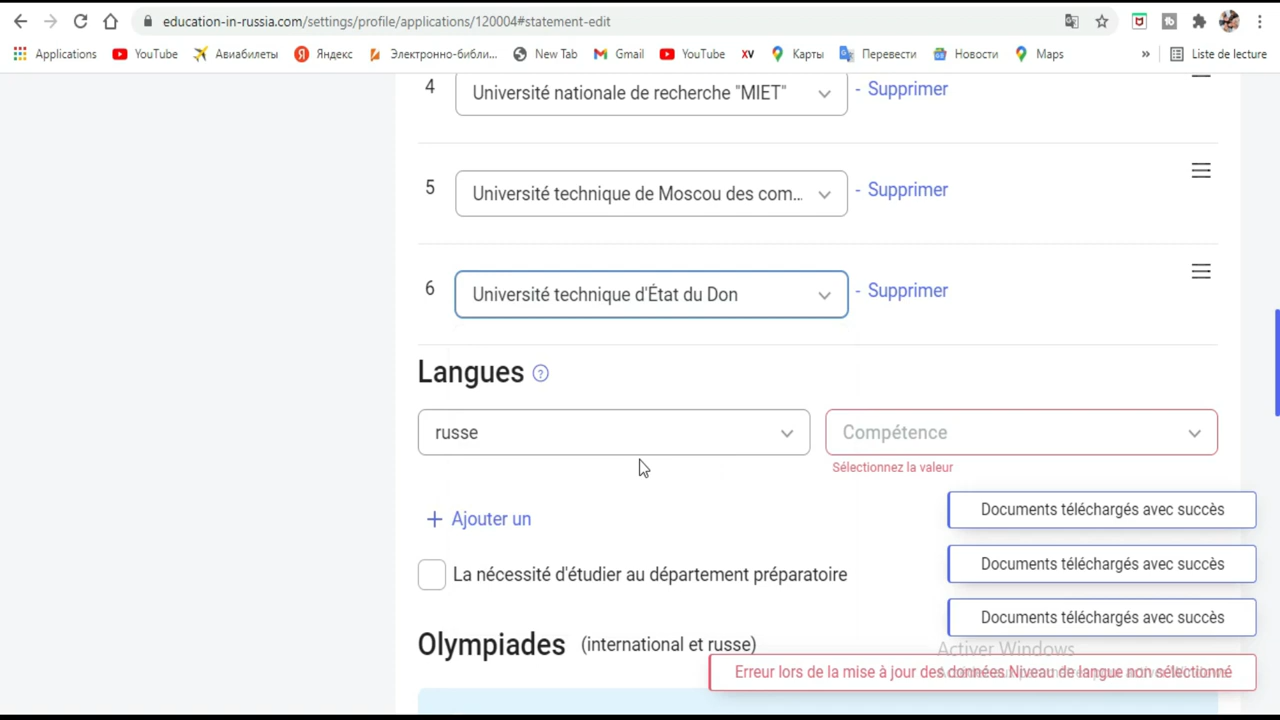 education-in-russia.com/settings/profile/applications/120004#statement-edit
Applications YouTube Авиабилеты Яндекс Электронно-библи... New Tab Gmail YouTube XV Карты Перевести Новости Maps » Liste de lecture
4 Université nationale de recherche "MIET" - Supprimer
5 Université technique de Moscou des com... - Supprimer
6 Université technique d'État du Don - Supprimer
Langues ?
russe Compétence
Sélectionnez la valeur
+ Ajouter un
Documents téléchargés avec succès
La nécessité d'étudier au département préparatoire
Documents téléchargés avec succès
Documents téléchargés avec succès
Olympiades (international et russe)
Activer Windows
Erreur lors de la mise à jour des données Niveau de langue non sélectionné